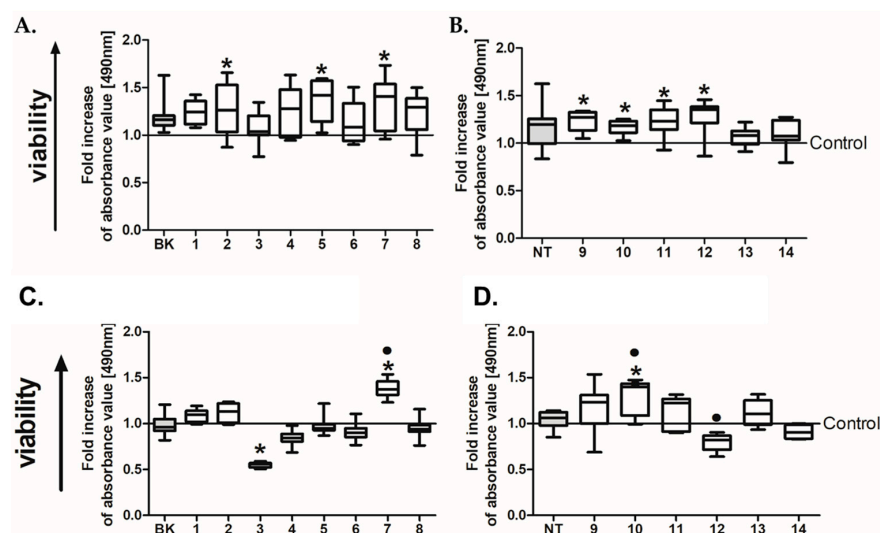 A.
viability
Fold increase
of absorbance value [490nm]
2.0
1.5
1.0
0.5
0.0
*
*
*
BK 1 2 3 4 5 6 7 8
B.
Fold increase
of absorbance value [490nm]
2.0
1.5
1.0
0.5
0.0
* * * *
Control
NT 9 10 11 12 13 14
C.
viability
Fold increase
of absorbance value [490nm]
2.0
1.5
1.0
0.5
0.0
*
*
BK 1 2 3 4 5 6 7 8
D.
Fold increase
of absorbance value [490nm]
2.0
1.5
1.0
0.5
0.0
*
Control
NT 9 10 11 12 13 14